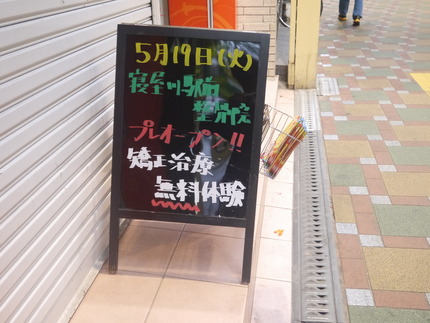 5月19日(火)
寝屋川駅前
整骨院
プレオープン!!
矯正治療
無料体験